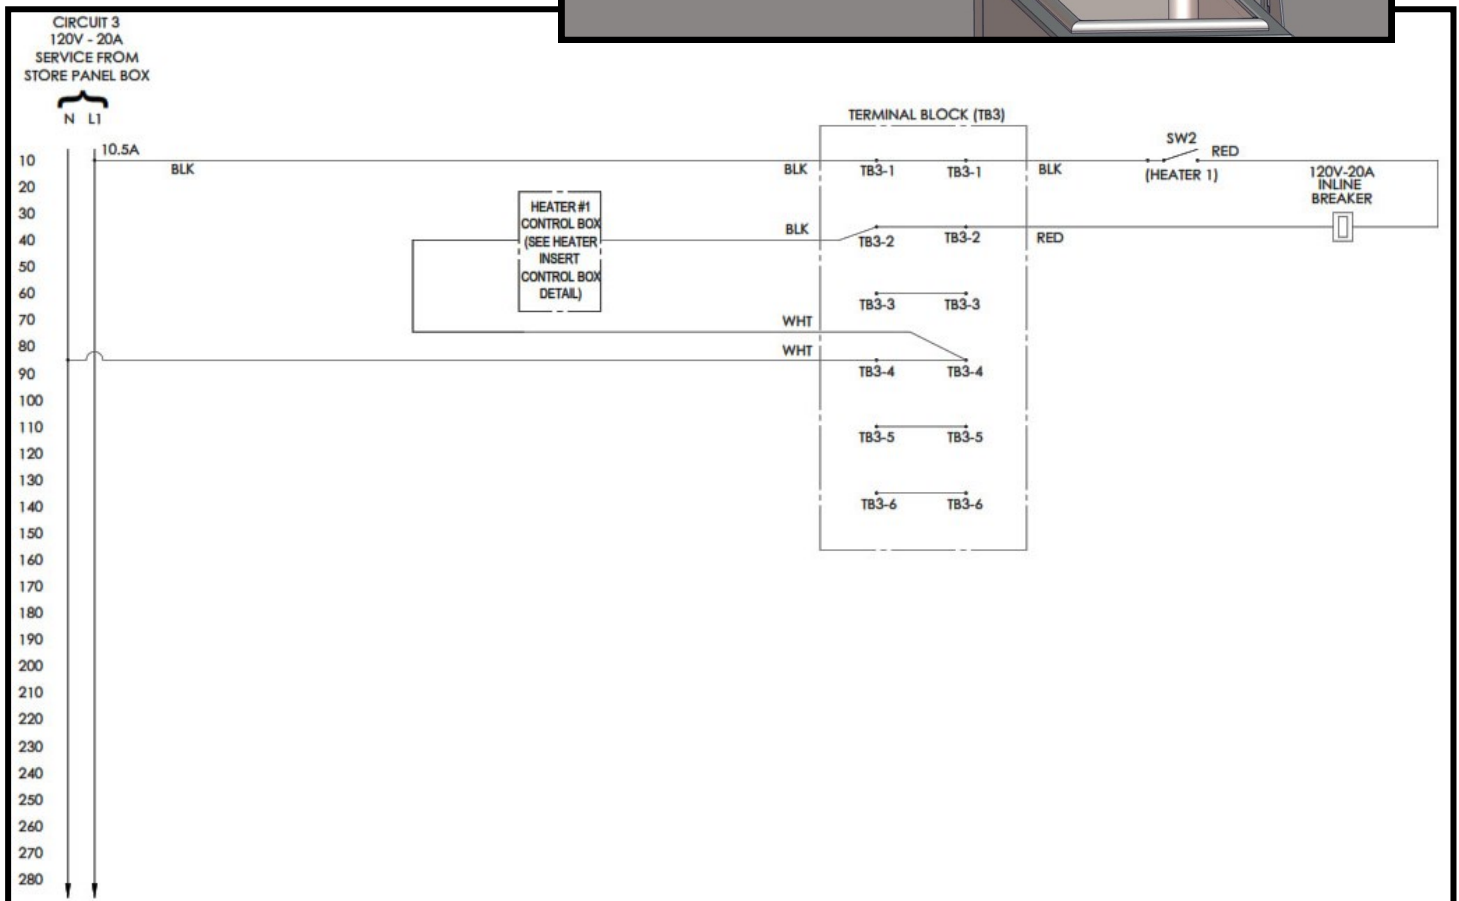 CIRCUIT 3
120V - 20A
SERVICE FROM
STORE PANEL BOX
N L1
TERMINAL BLOCK (TB3)
10.5A
SW2
RED
10
BLK
BLK
TB3-1
TB3-1
BLK
(HEATER 1)
120V-20A
INLINE
BREAKER
20
30
HEATER #1
CONTROL BOX
(SEE HEATER
INSERT
CONTROL BOX
DETAIL)
BLK
40
TB3-2
TB3-2
RED
50
60
TB3-3
TB3-3
70
WHT
80
WHT
90
TB3-4
TB3-4
100
110
TB3-5
TB3-5
120
130
140
TB3-6
TB3-6
150
160
170
180
190
200
210
220
230
240
250
260
270
280